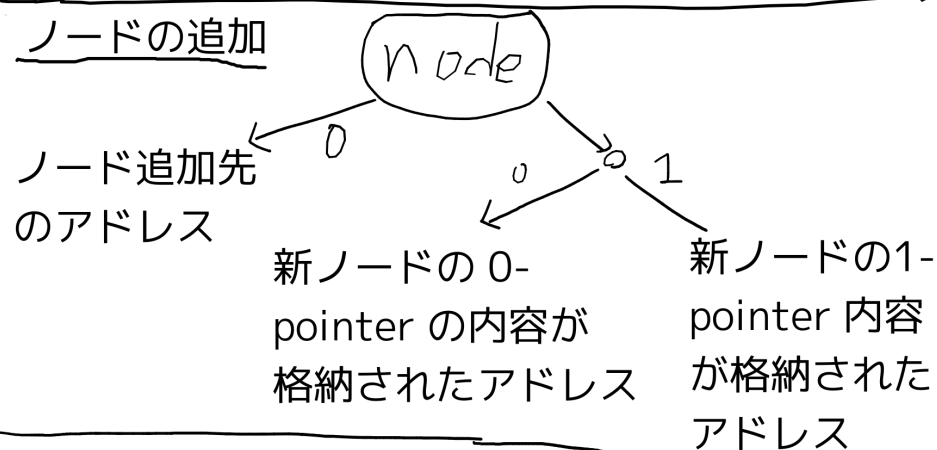 ノードの追加
node
0
ノード追加先
のアドレス
0
1
新ノードの 0-
pointer の内容が
格納されたアドレス
新ノードの1-
pointer 内容
が格納された
アドレス